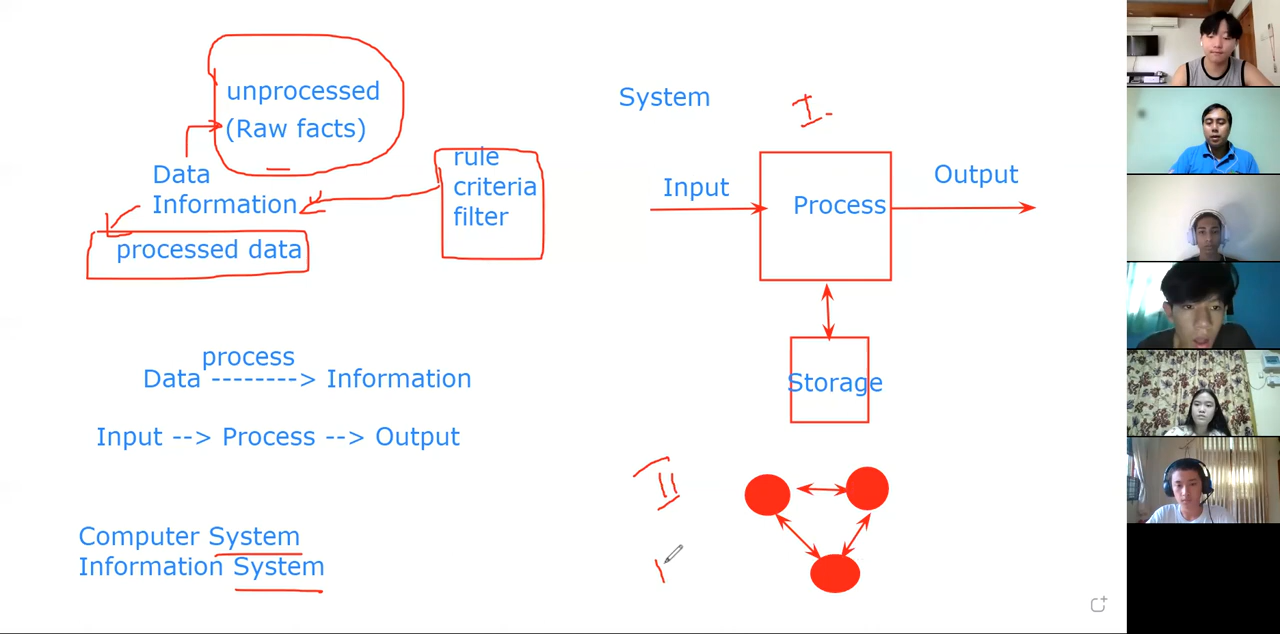 unprocessed
(Raw facts)
Data
Information
processed data
rule
criteria
filter
process
Data --------> Information
Input --> Process --> Output
Computer System
Information System
System
I.
Input
Process
Output
Storage
II